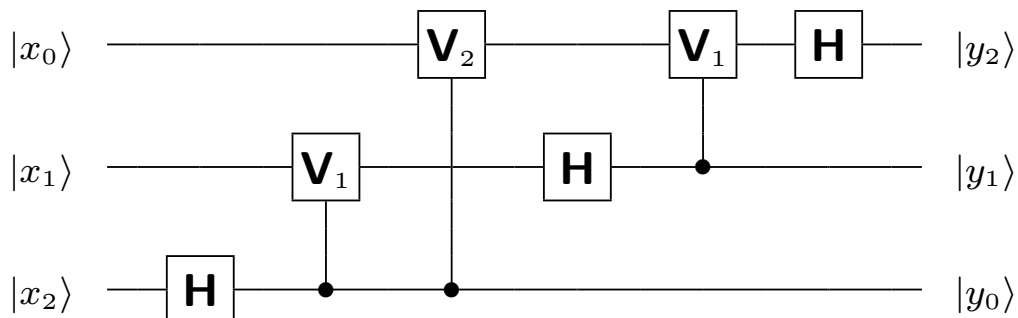 |x₀⟩ V₂ V₁ H |y₂⟩
|x₁⟩ V₁ H |y₁⟩
|x₂⟩ H |y₀⟩